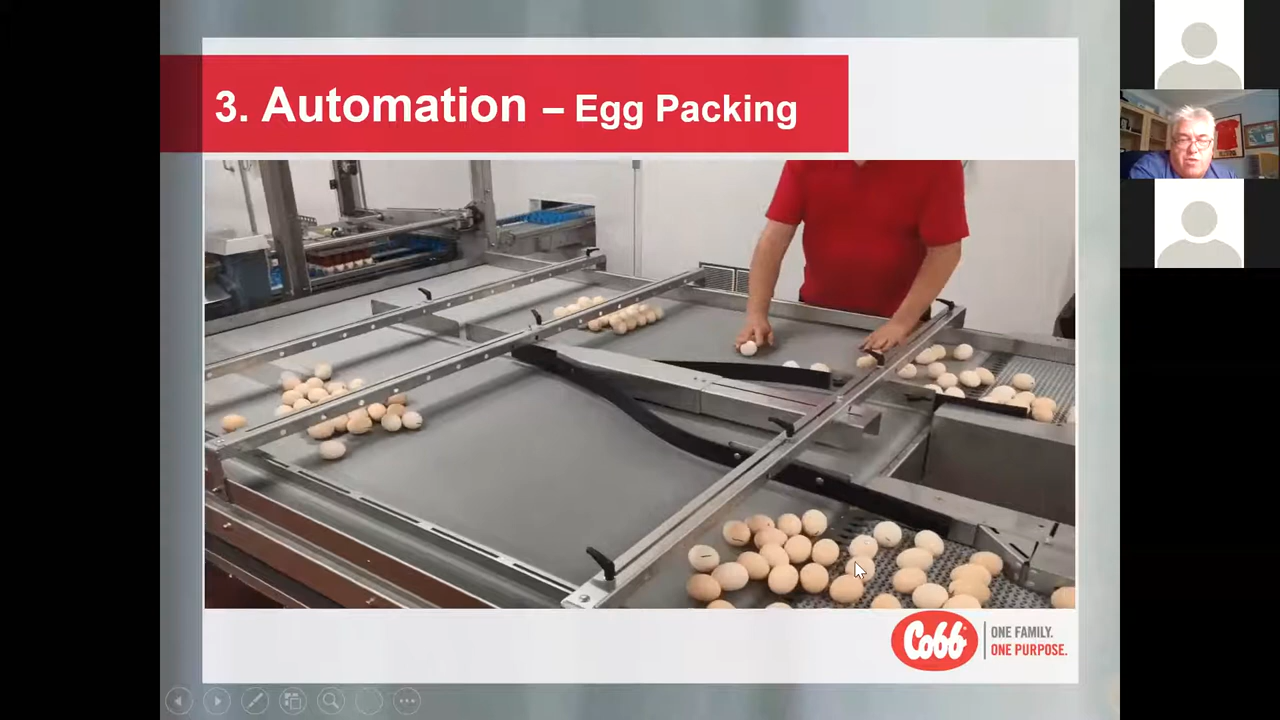 3. Automation – Egg Packing
Cobb
ONE FAMILY.
ONE PURPOSE.